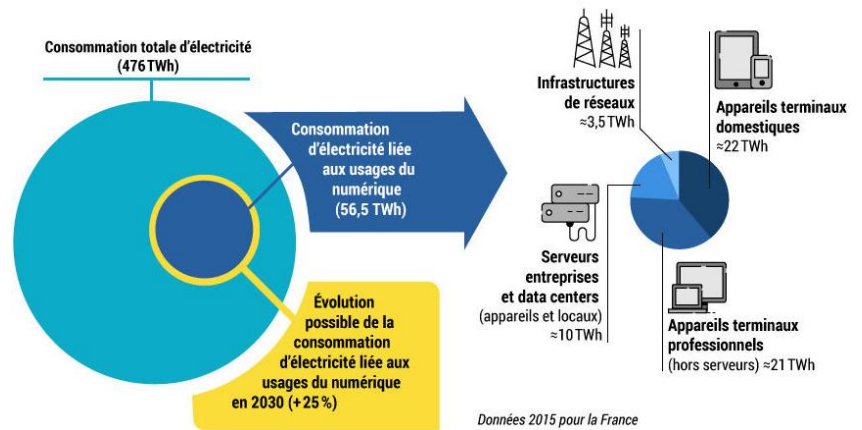 Consommation totale d'électricité
(476 TWh)
Consommation
d'électricité liée
aux usages du
numérique
(56,5 TWh)
Évolution
possible de la
consommation
d'électricité liée aux
usages du numérique
en 2030 (+25 %)
Infrastructures
de réseaux
≈3,5 TWh
Appareils terminaux
domestiques
≈22 TWh
Serveurs
entreprises
et data centers
(appareils et locaux)
≈10 TWh
Appareils terminaux
professionnels
(hors serveurs) ≈21 TWh
Données 2015 pour la France